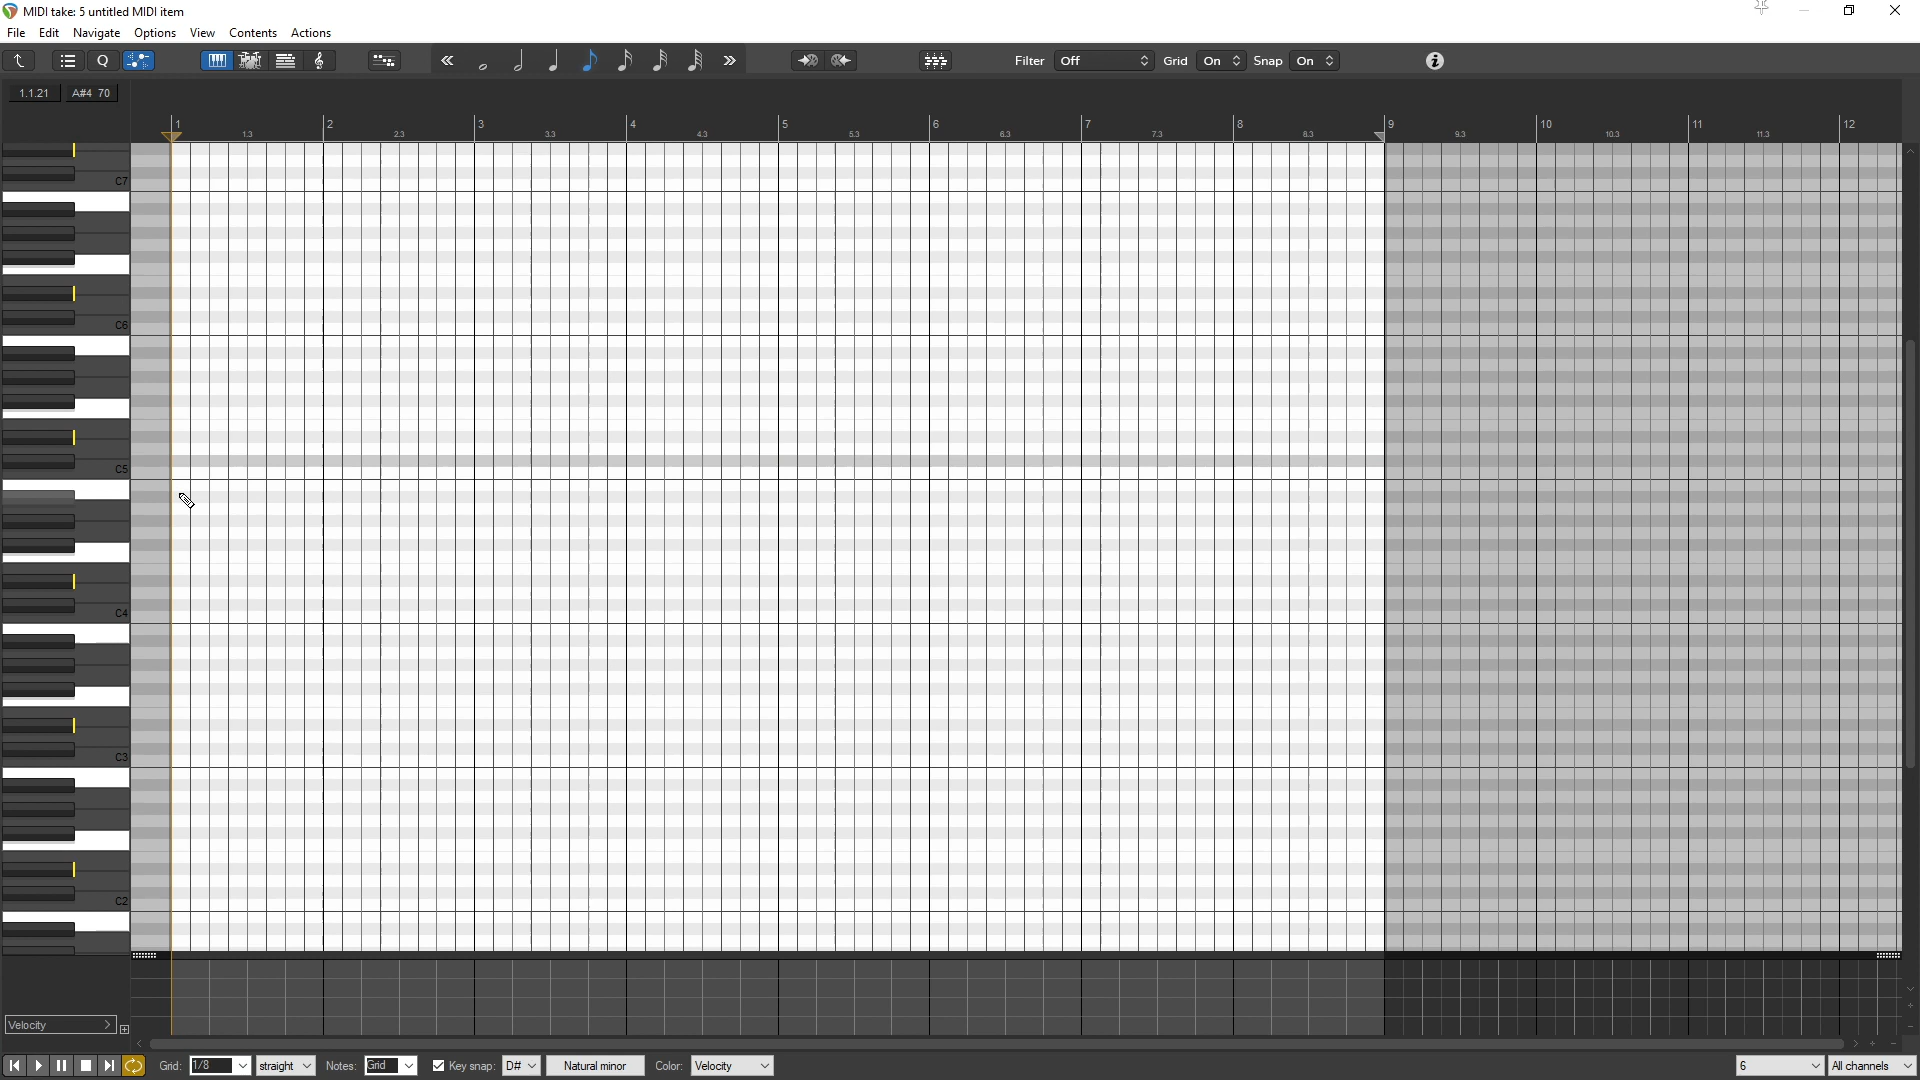 MIDI take: 5 untitled MIDI item
File Edit Navigate Options View Contents Actions
Q Filter Off Grid On Snap On
1.1.21 A#4 70
1 2 3 4 5 6 7 8 9 10 11 12
1.3 2.3 3.3 4.3 5.3 6.3 7.3 8.3 9.3 10.3 11.3
C7
C6
C5
C4
C3
C2
Velocity
Grid: 1/8 straight Notes: Grid Key snap: D# Natural minor Color: Velocity 6 All channels